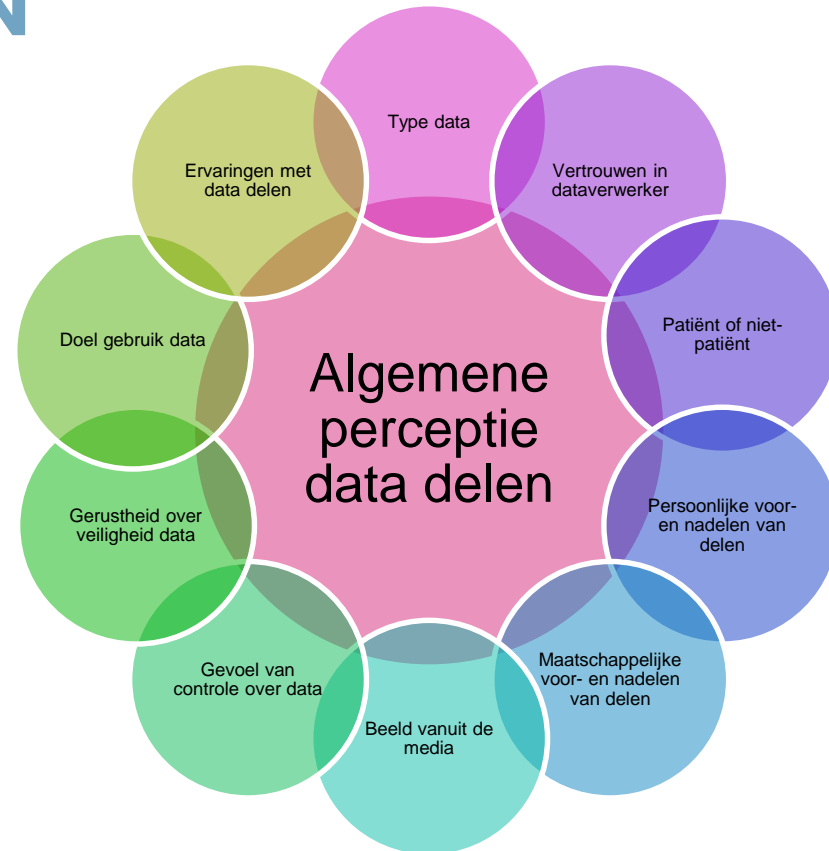 N
Type data
Vertrouwen in
dataverwerker
Patiënt of niet-
patiënt
Persoonlijke voor-
en nadelen van
delen
Maatschappelijke
voor- en nadelen
van delen
Beeld vanuit de
media
Gevoel van
controle over data
Gerustheid over
veiligheid data
Doel gebruik data
Ervaringen met
data delen
Algemene
perceptie
data delen